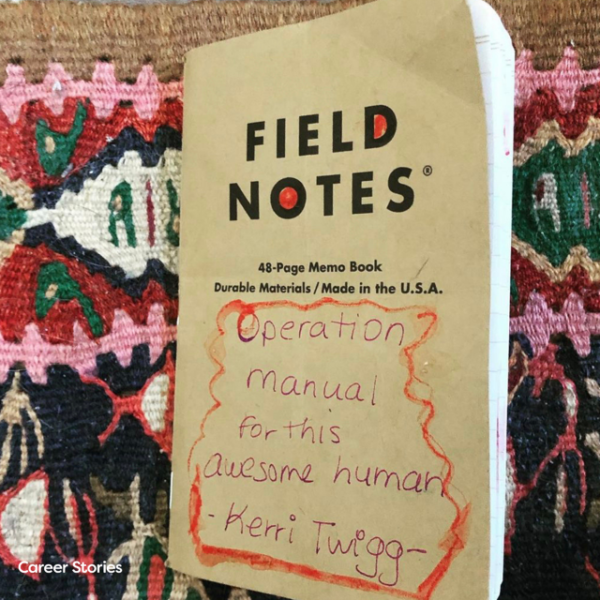 FIELD
NOTES®
48-Page Memo Book
Durable Materials / Made in the U.S.A.
Operation
manual
for this
awesome human
- Kerri Twigg -
Career Stories